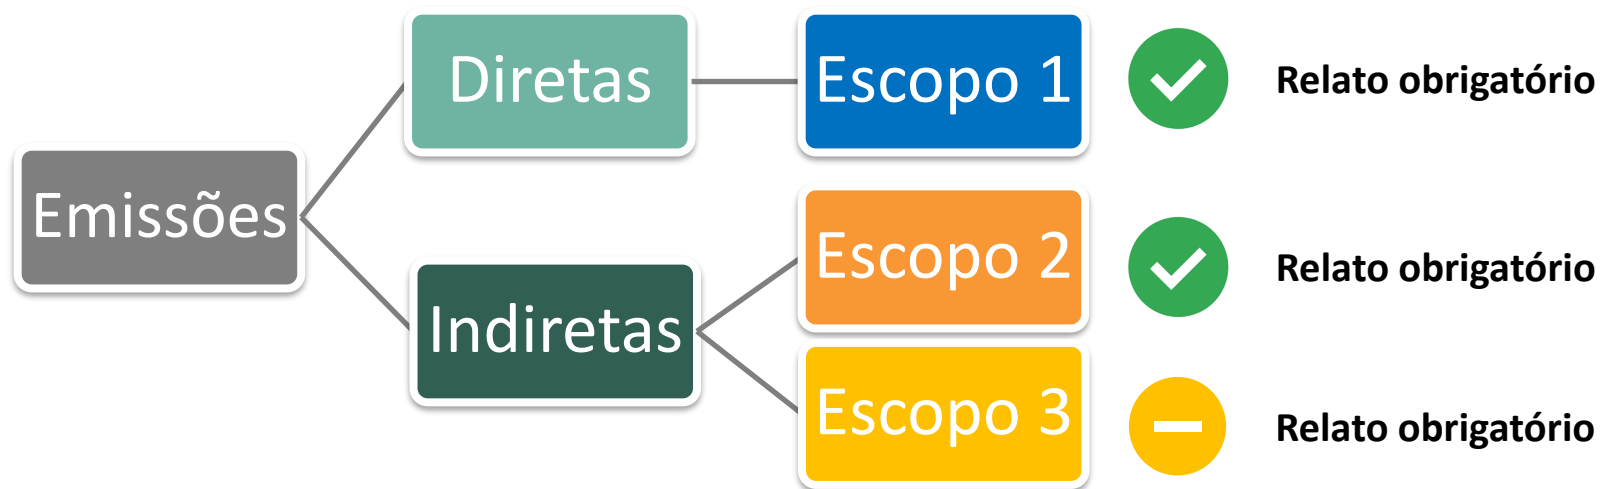 Emissões
Diretas
Escopo 1
Relato obrigatório
Indiretas
Escopo 2
Relato obrigatório
Escopo 3
Relato obrigatório